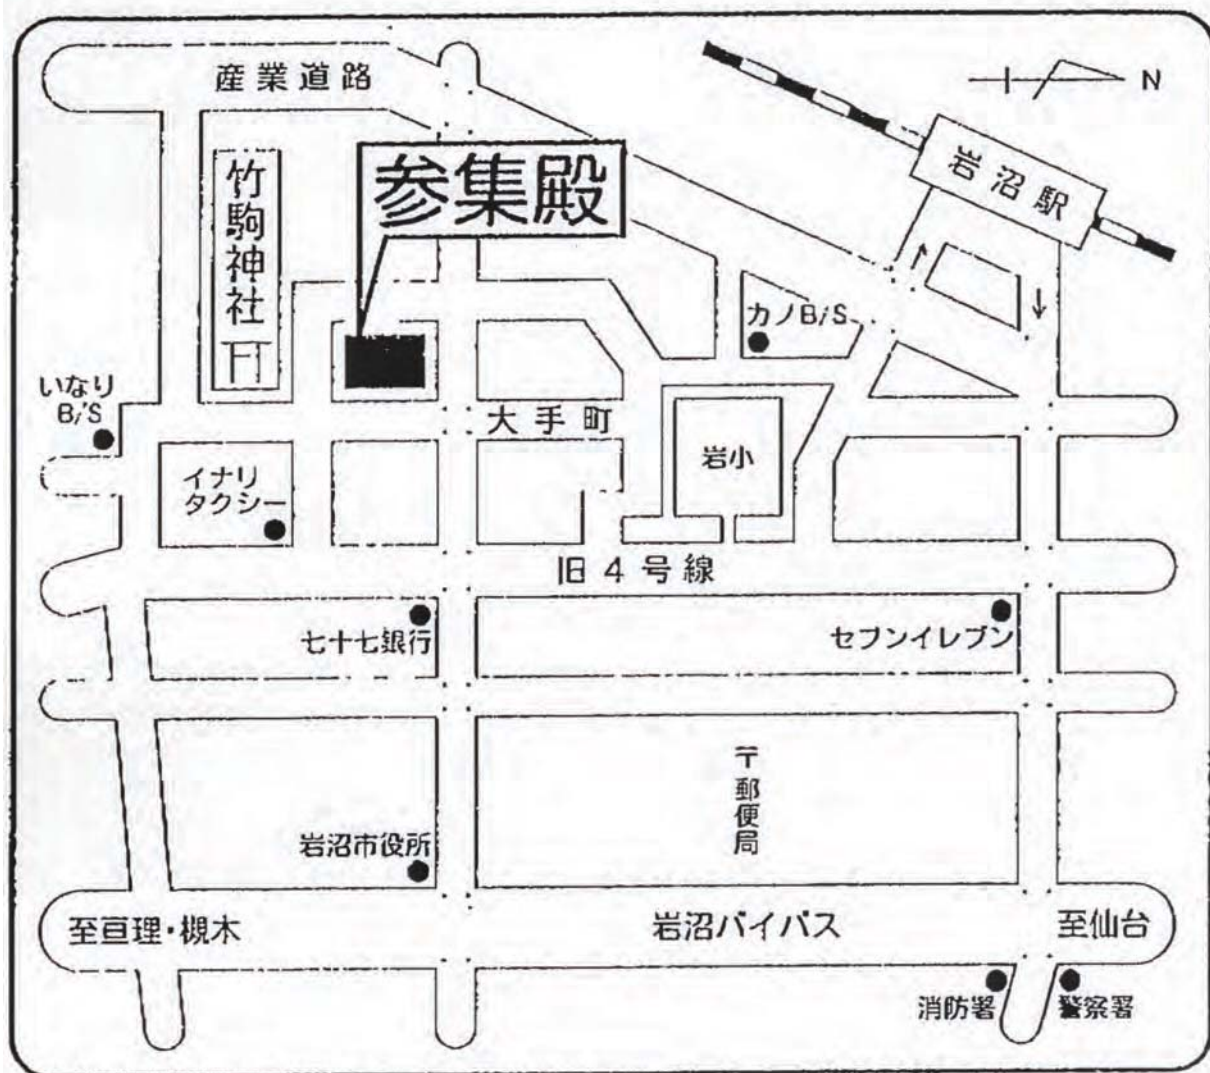 産業道路
N
岩沼駅
竹駒神社
参集殿
カノB/S
いなり
B/S
大手町
岩小
イナリ
タクシー
旧4号線
七十七銀行
セブンイレブン
〒郵便局
岩沼市役所
至亘理・槻木
岩沼バイパス
至仙台
消防署
警察署